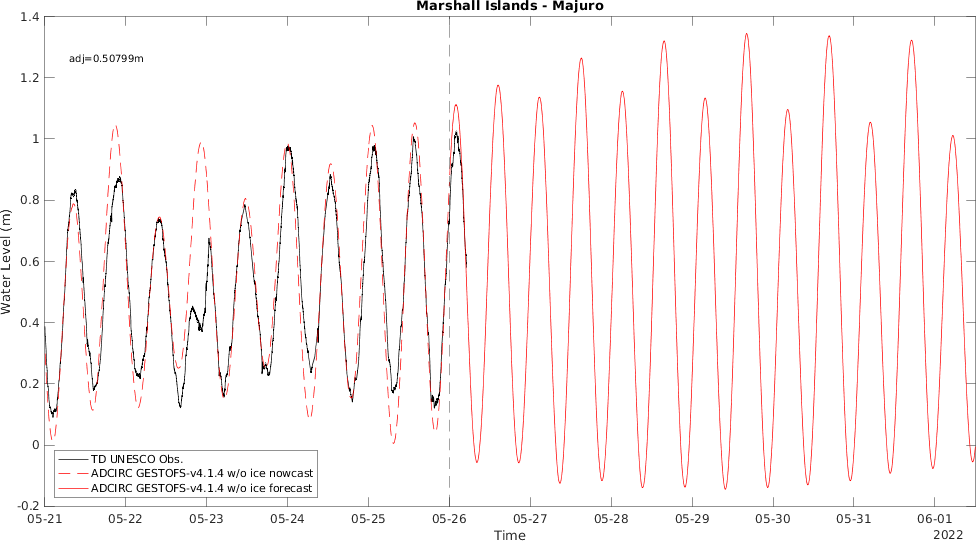 Marshall Islands - Majuro
1.4
1.2
1
0.8
0.6
0.4
0.2
0
-0.2
Water Level (m)
adj=0.50799m
TD UNESCO Obs.
ADCIRC GESTOFS-v4.1.4 w/o ice nowcast
ADCIRC GESTOFS-v4.1.4 w/o ice forecast
05-21 05-22 05-23 05-24 05-25 05-26 05-27 05-28 05-29 05-30 05-31 06-01
2022
Time